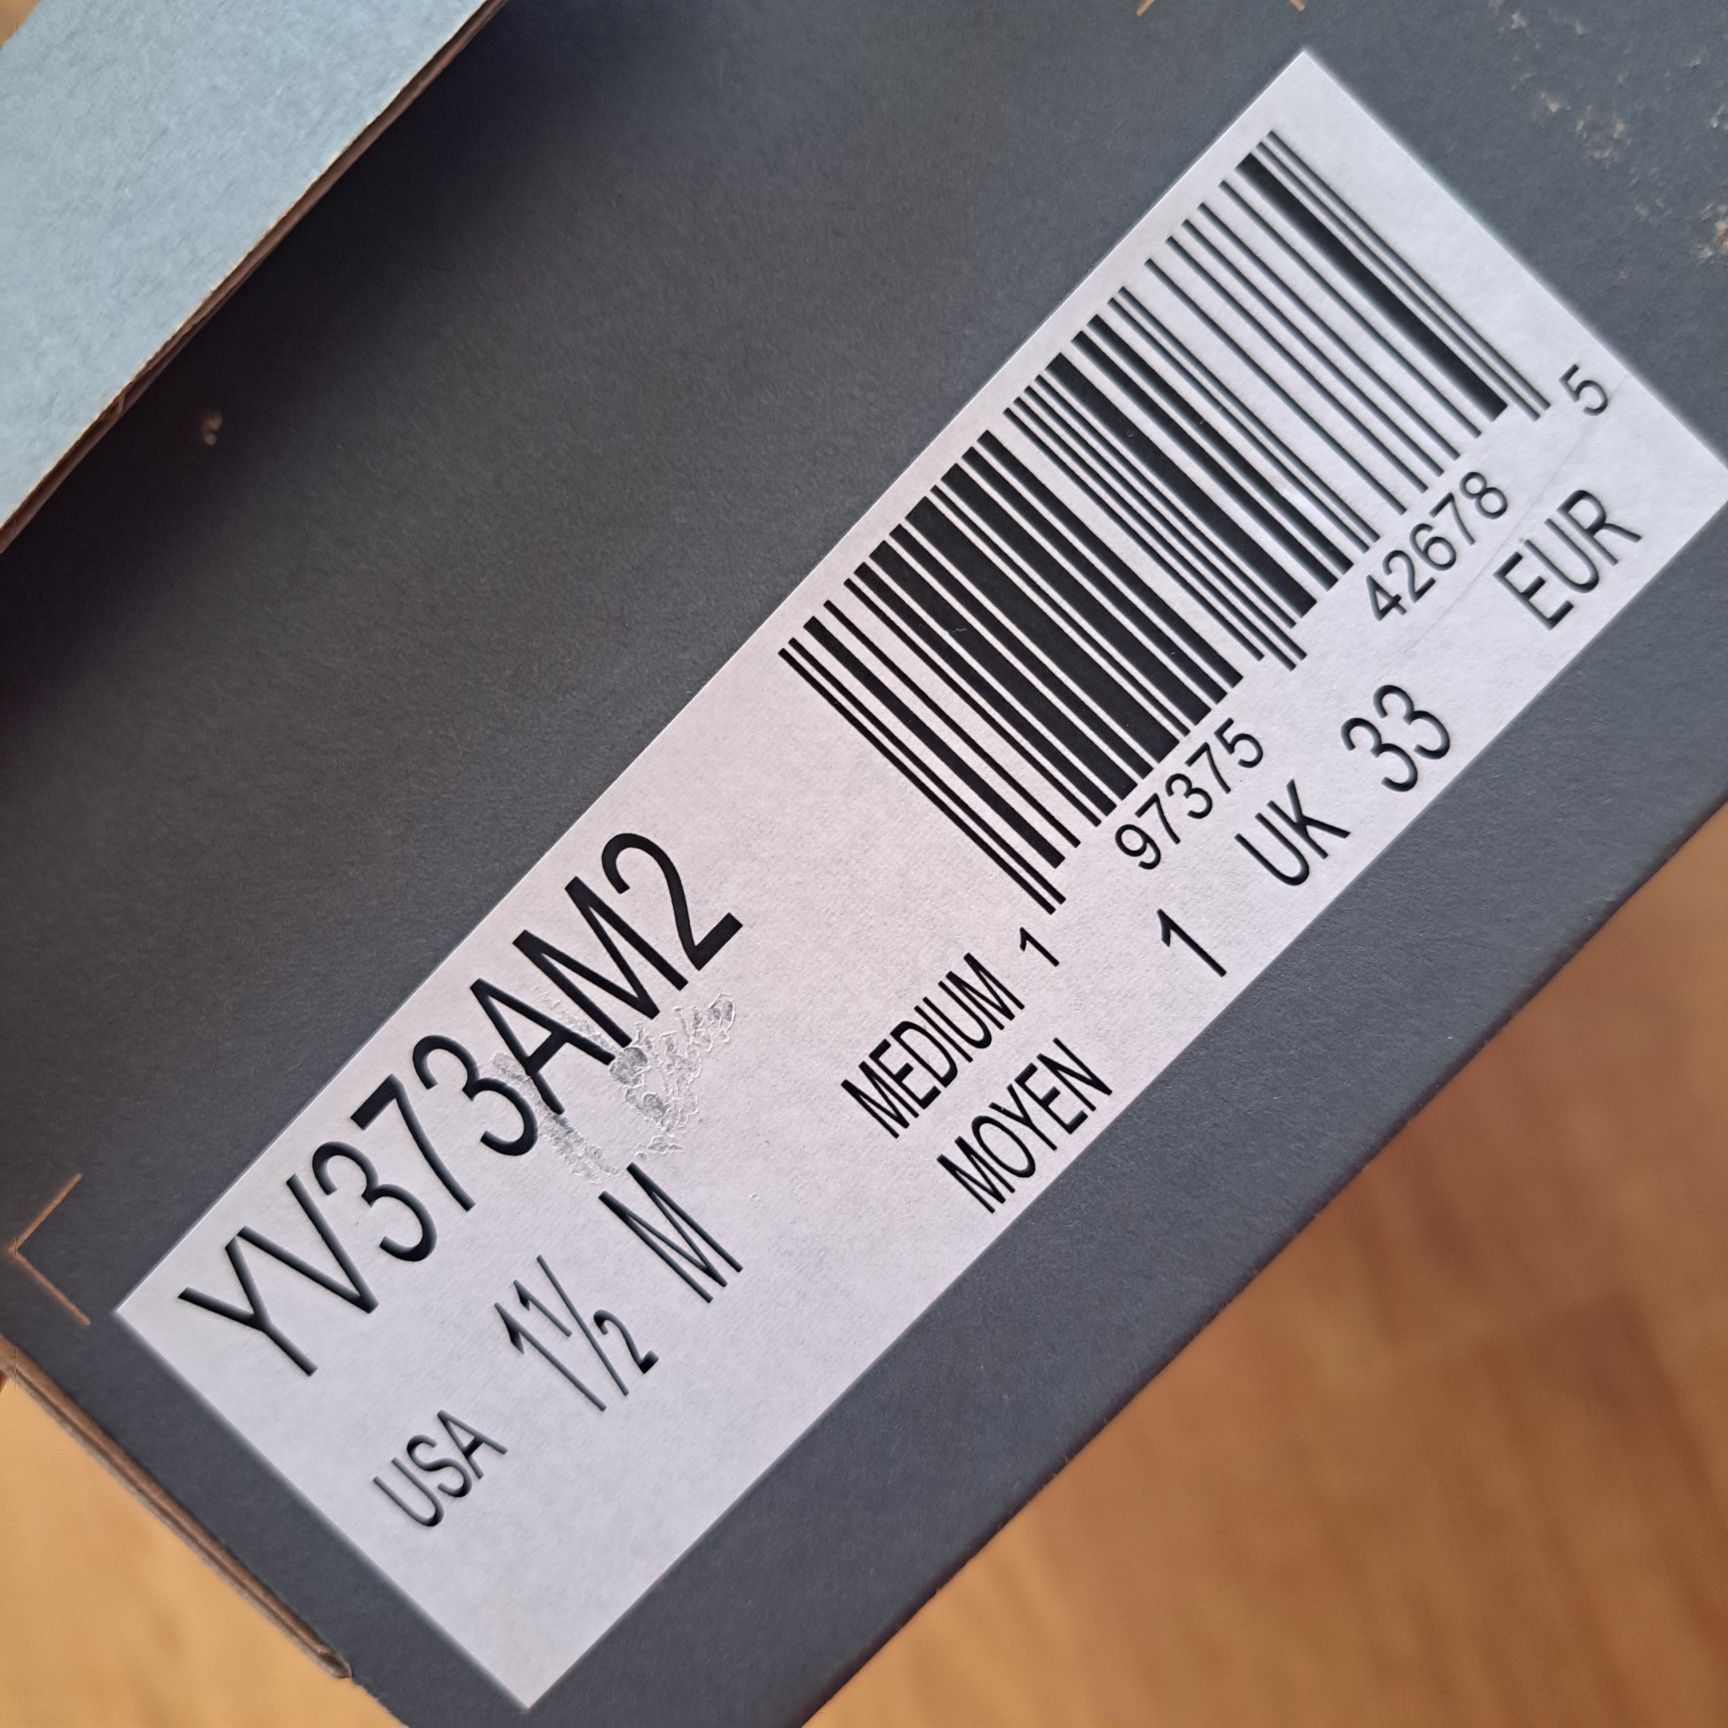 YV373AM2
1 97375 42678 5
MEDIUM
MOYEN
USA 1½ M 1 UK 33 EUR